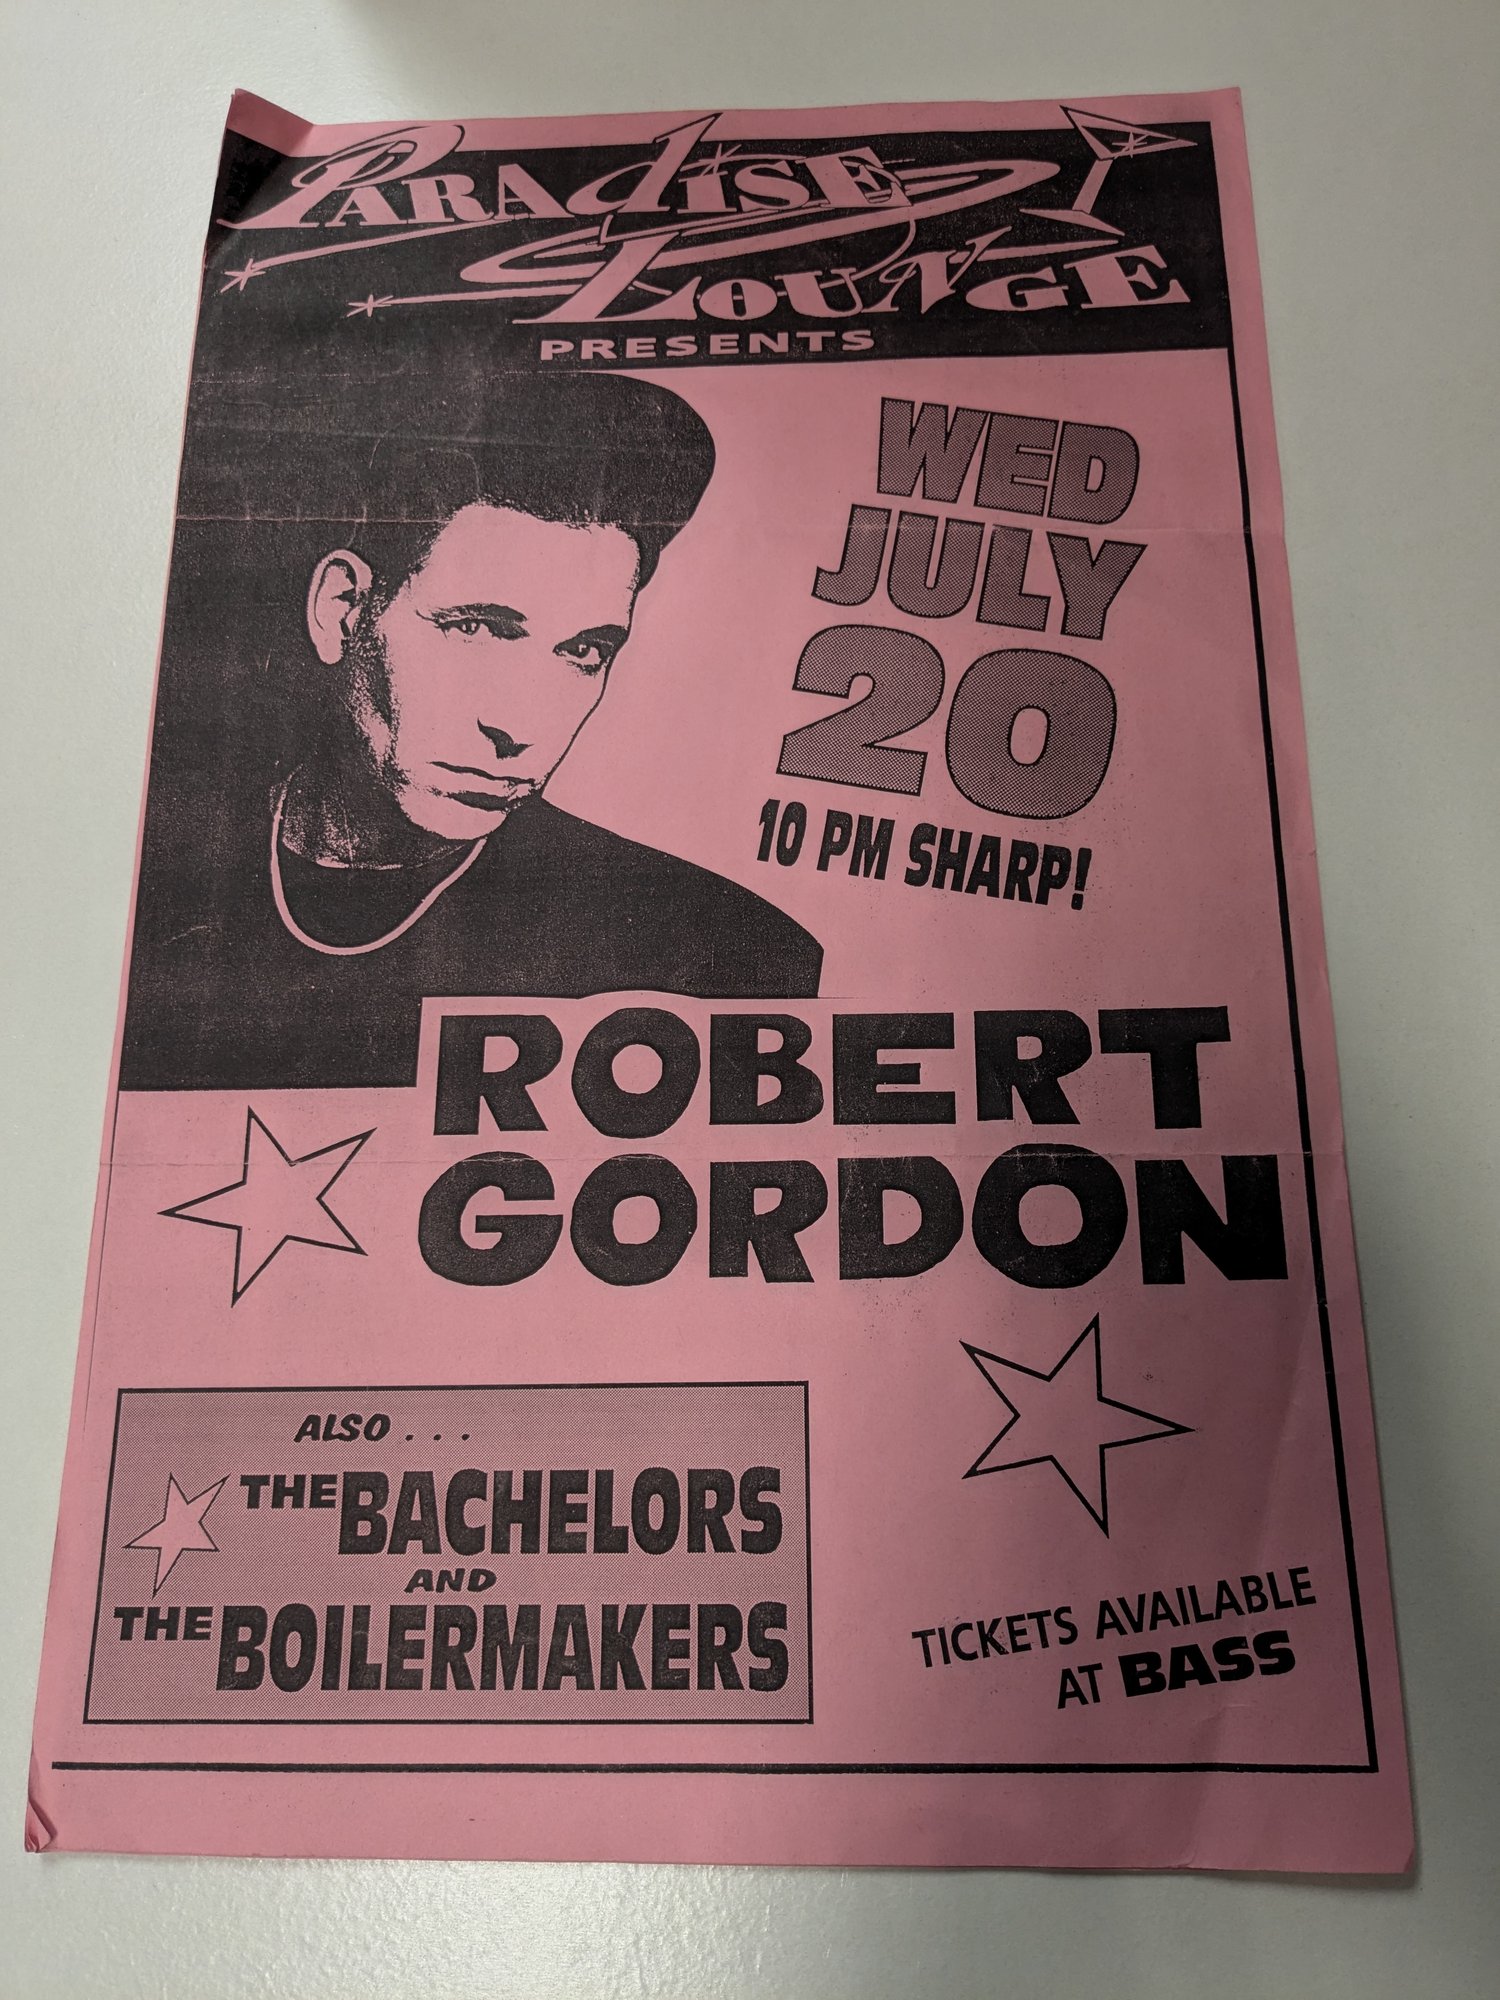 PARADISE
LOUNGE
PRESENTS
WED
JULY
20
10 PM SHARP!
ROBERT
GORDON
ALSO . . .
THE BACHELORS
AND
THE BOILERMAKERS
TICKETS AVAILABLE
AT BASS